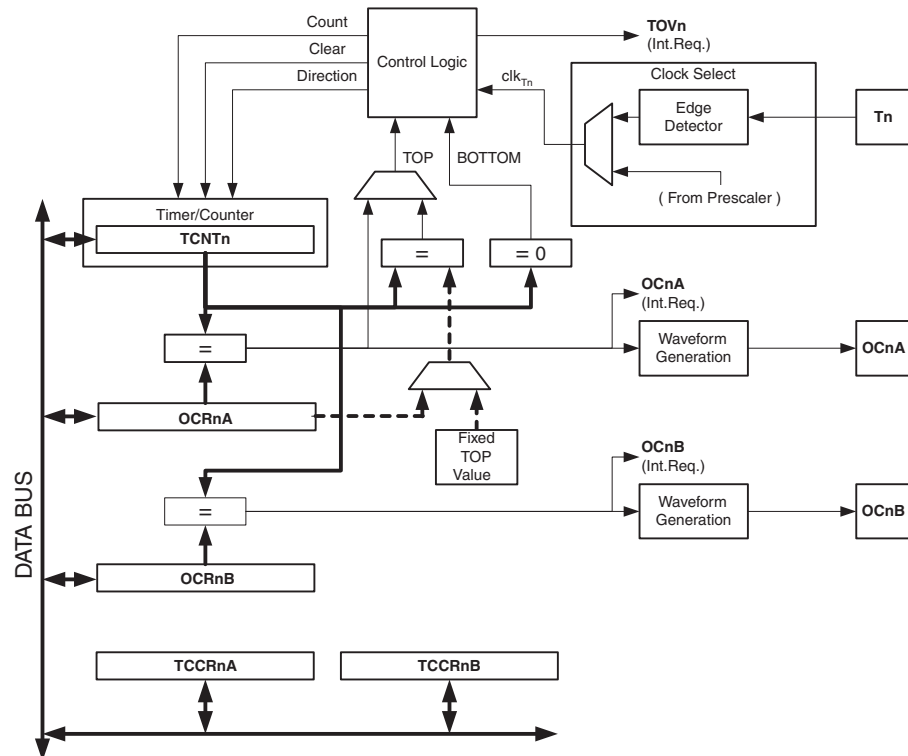 Count
Clear
Direction
Control Logic
TOVn
(Int.Req.)
clkTn
Clock Select
Edge
Detector
Tn
( From Prescaler )
TOP
BOTTOM
Timer/Counter
TCNTn
=
= 0
OCnA
(Int.Req.)
=
Waveform
Generation
OCnA
OCRnA
Fixed
TOP
Value
OCnB
(Int.Req.)
=
Waveform
Generation
OCnB
OCRnB
TCCRnA
TCCRnB
DATA BUS